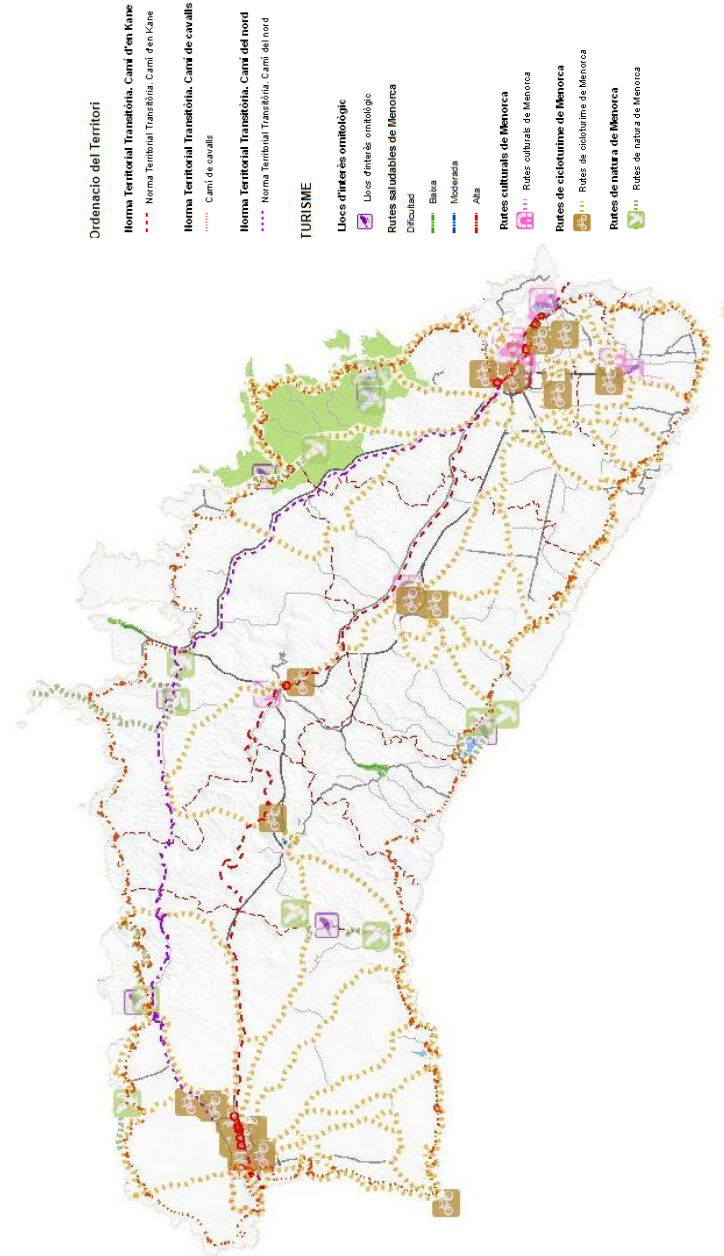 Ordenacio del Territori
Norma Territorial Transitòria. Camí d'en Kane
Norma Territorial Transitòria. Camí d'en Kane
Norma Territorial Transitòria. Camí de cavalls
Camí de cavalls
Norma Territorial Transitòria. Camí del nord
Norma Territorial Transitòria. Camí del nord
TURISME
Llocs d'interès ornitològic
Llocs d'interès ornitològic
Rutes saludables de Menorca
Dificultad
Baixa
Moderada
Alta
Rutes culturals de Menorca
Rutes culturals de Menorca
Rutes de cicloturime de Menorca
Rutes de cicloturime de Menorca
Rutes de natura de Menorca
Rutes de natura de Menorca